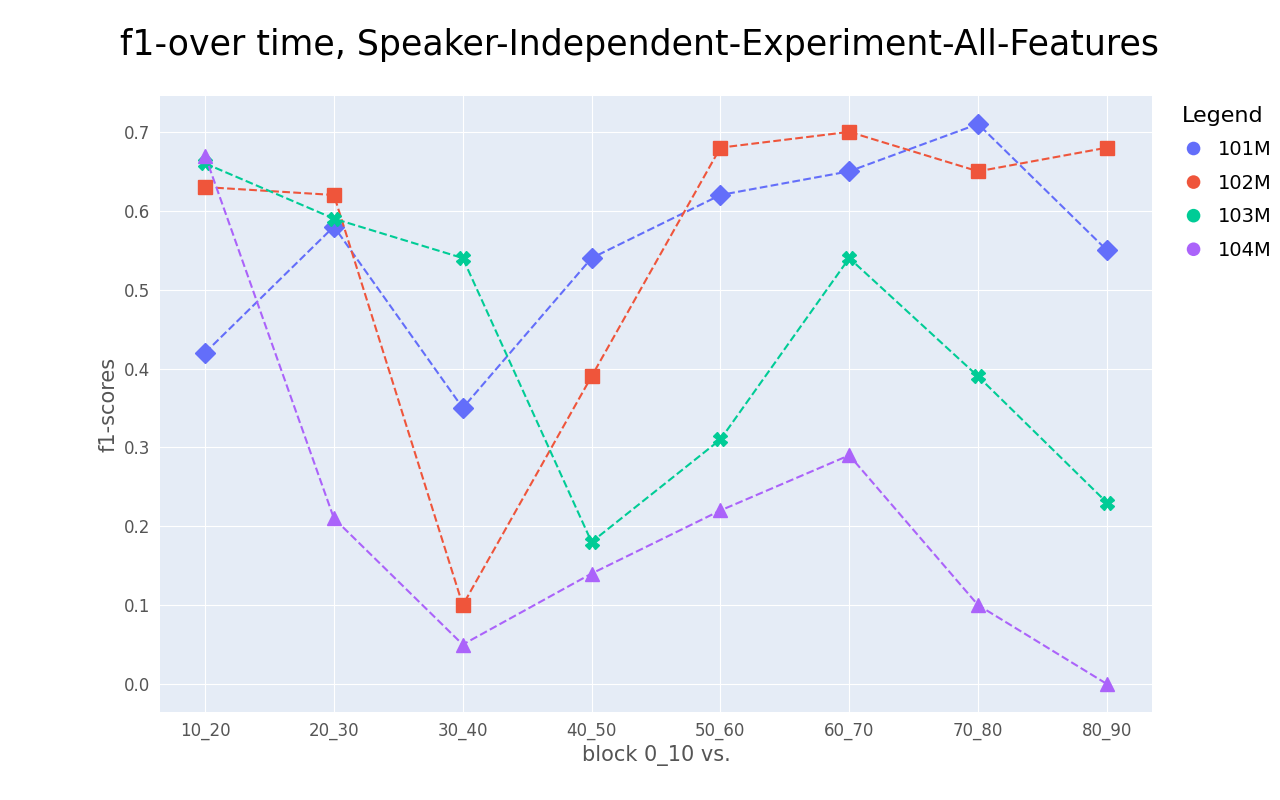 f1-over time, Speaker-Independent-Experiment-All-Features
Legend
101M
102M
103M
104M
f1-scores
0.7
0.6
0.5
0.4
0.3
0.2
0.1
0.0
10_20 20_30 30_40 40_50 50_60 60_70 70_80 80_90
block 0_10 vs.